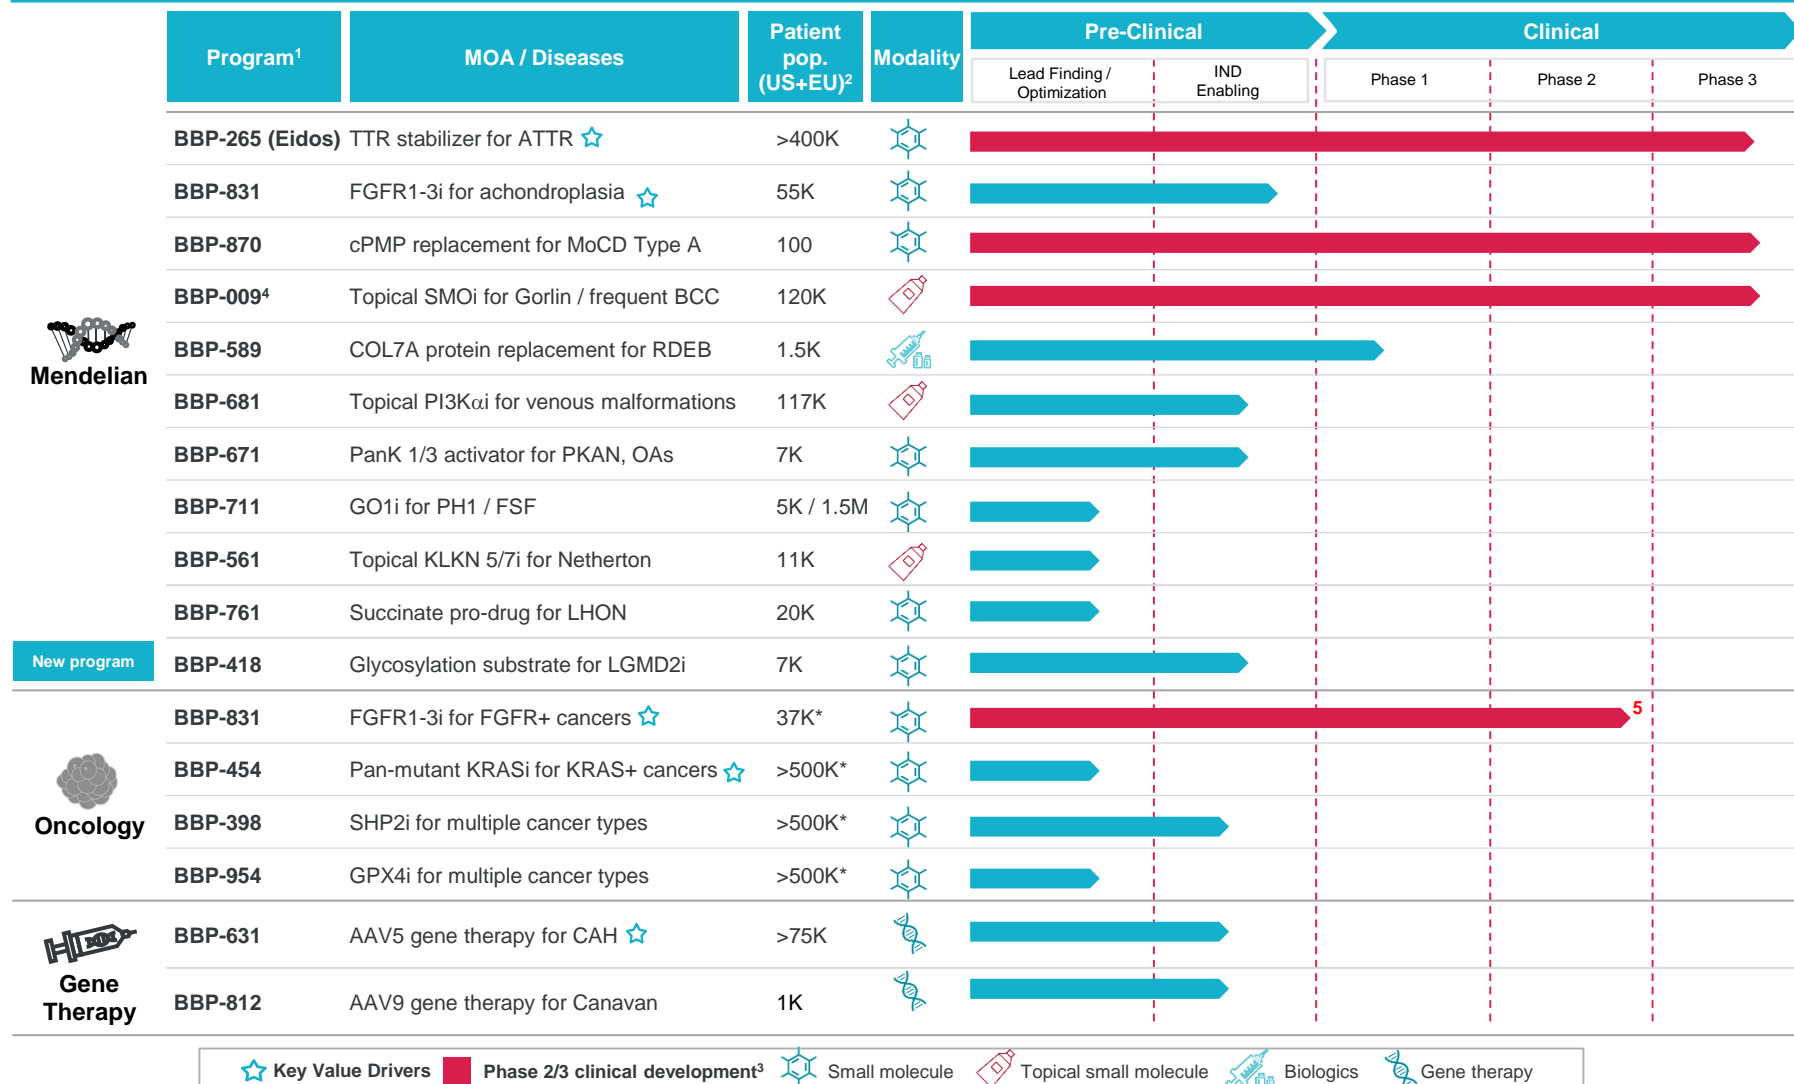 Program1
MOA / Diseases
Patient
pop.
(US+EU)2
Modality
Pre-Clinical
Clinical
Lead Finding /
Optimization
IND
Enabling
Phase 1
Phase 2
Phase 3
Mendelian
BBP-265 (Eidos) TTR stabilizer for ATTR >400K
BBP-831 FGFR1-3i for achondroplasia 55K
BBP-870 cPMP replacement for MoCD Type A 100
BBP-0094 Topical SMOi for Gorlin / frequent BCC 120K
BBP-589 COL7A protein replacement for RDEB 1.5K
BBP-681 Topical PI3Kαi for venous malformations 117K
BBP-671 PanK 1/3 activator for PKAN, OAs 7K
BBP-711 GO1i for PH1 / FSF 5K / 1.5M
BBP-561 Topical KLKN 5/7i for Netherton 11K
BBP-761 Succinate pro-drug for LHON 20K
New program BBP-418 Glycosylation substrate for LGMD2i 7K
Oncology
BBP-831 FGFR1-3i for FGFR+ cancers 37K* 5
BBP-454 Pan-mutant KRASi for KRAS+ cancers >500K*
BBP-398 SHP2i for multiple cancer types >500K*
BBP-954 GPX4i for multiple cancer types >500K*
Gene
Therapy
BBP-631 AAV5 gene therapy for CAH >75K
BBP-812 AAV9 gene therapy for Canavan 1K
Key Value Drivers Phase 2/3 clinical development3 Small molecule Topical small molecule Biologics Gene therapy